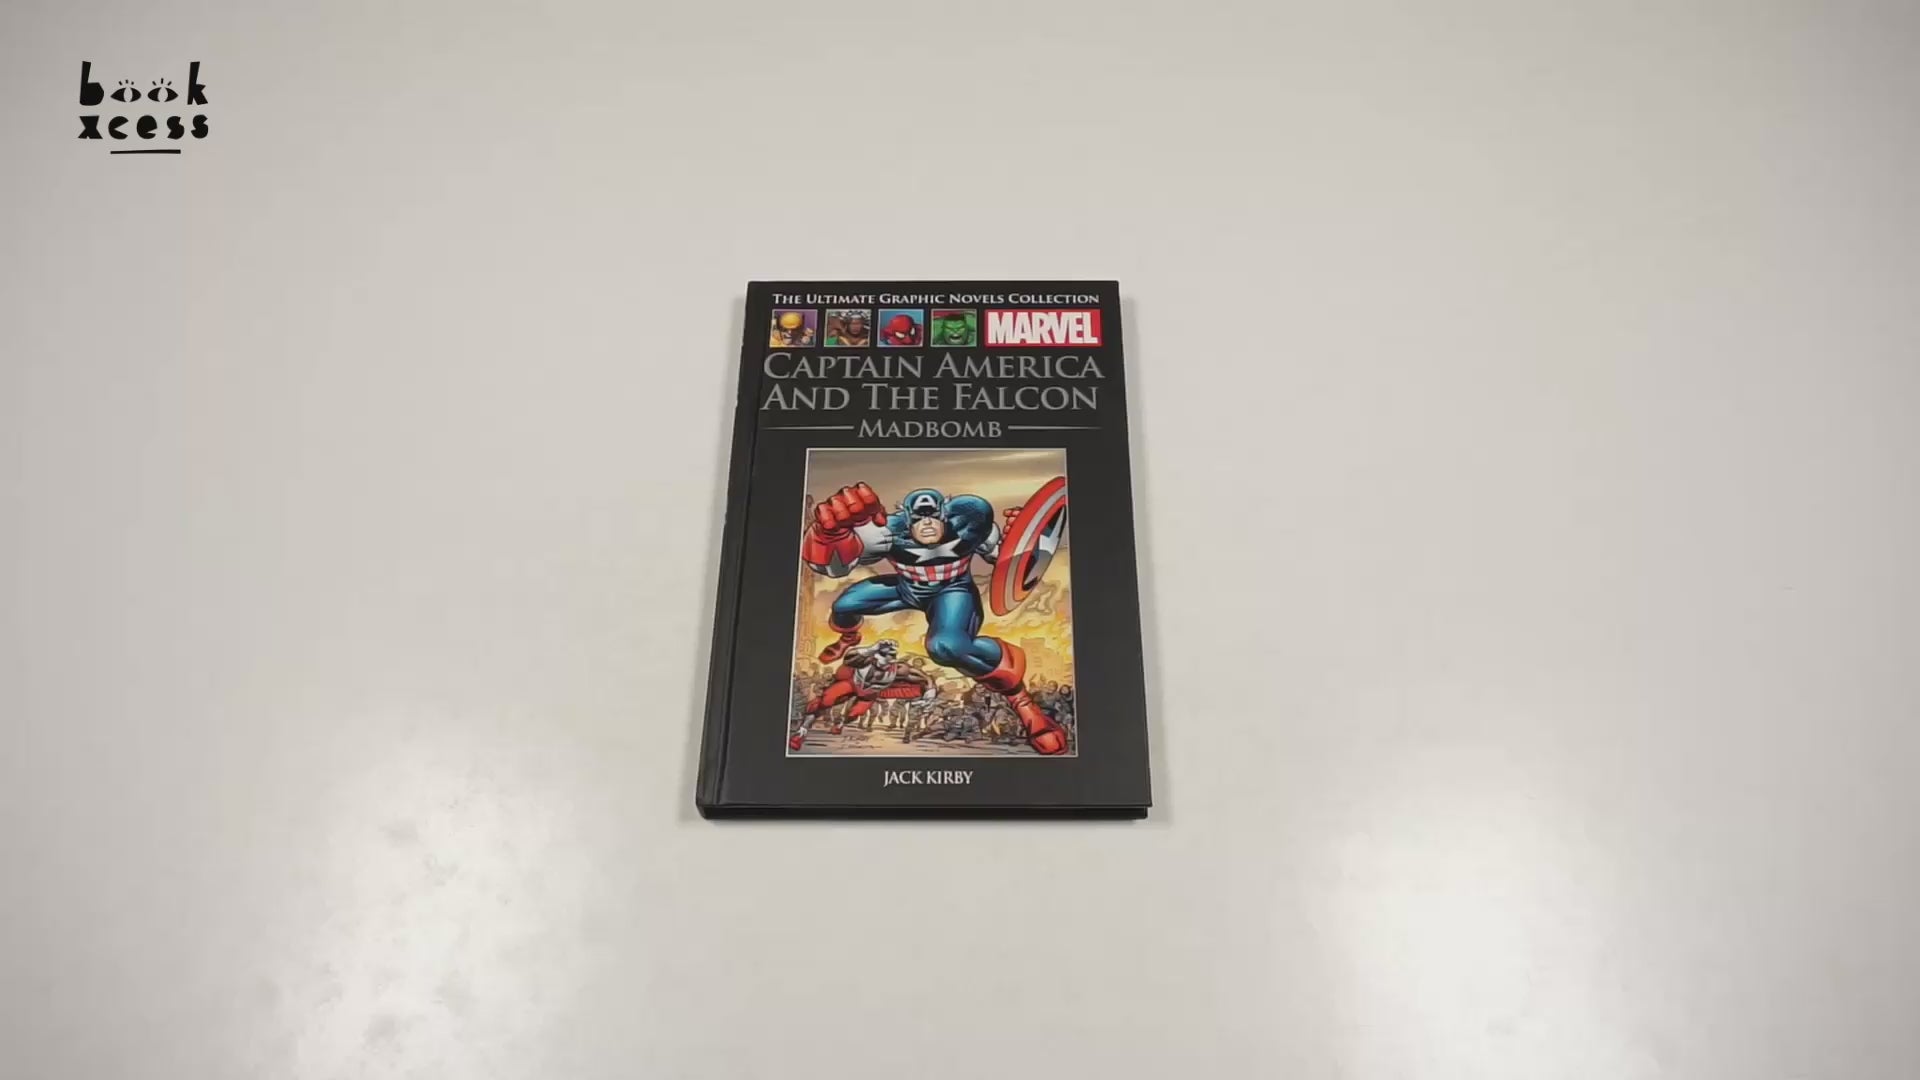 book
xcess
The Ultimate Graphic Novels Collection
MARVEL
Captain America
And The Falcon
Madbomb
JACK KIRBY